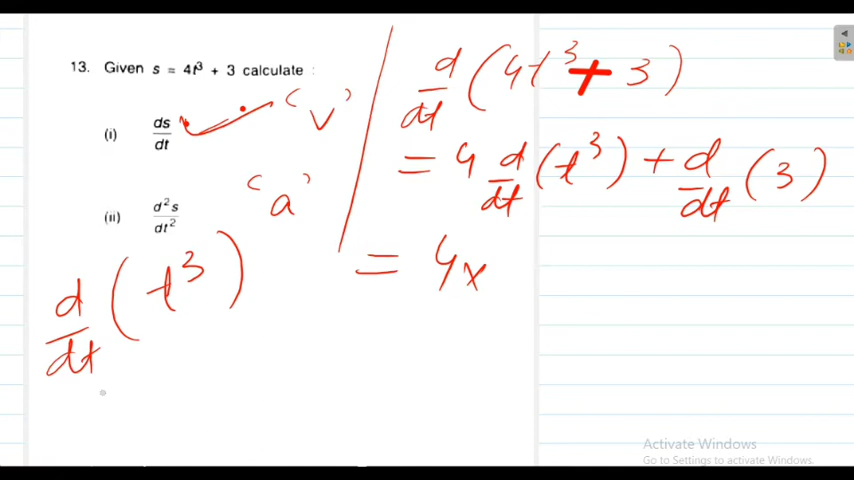 13. Given s = 4t³ + 3 calculate :
(i) ds/dt ✓ 'v'
(ii) d²s/dt² 'a'
d/dt (t³)
d/dt (4t³ + 3)
= 4 d/dt (t³) + d/dt (3)
= 4x
Activate Windows
Go to Settings to activate Windows.